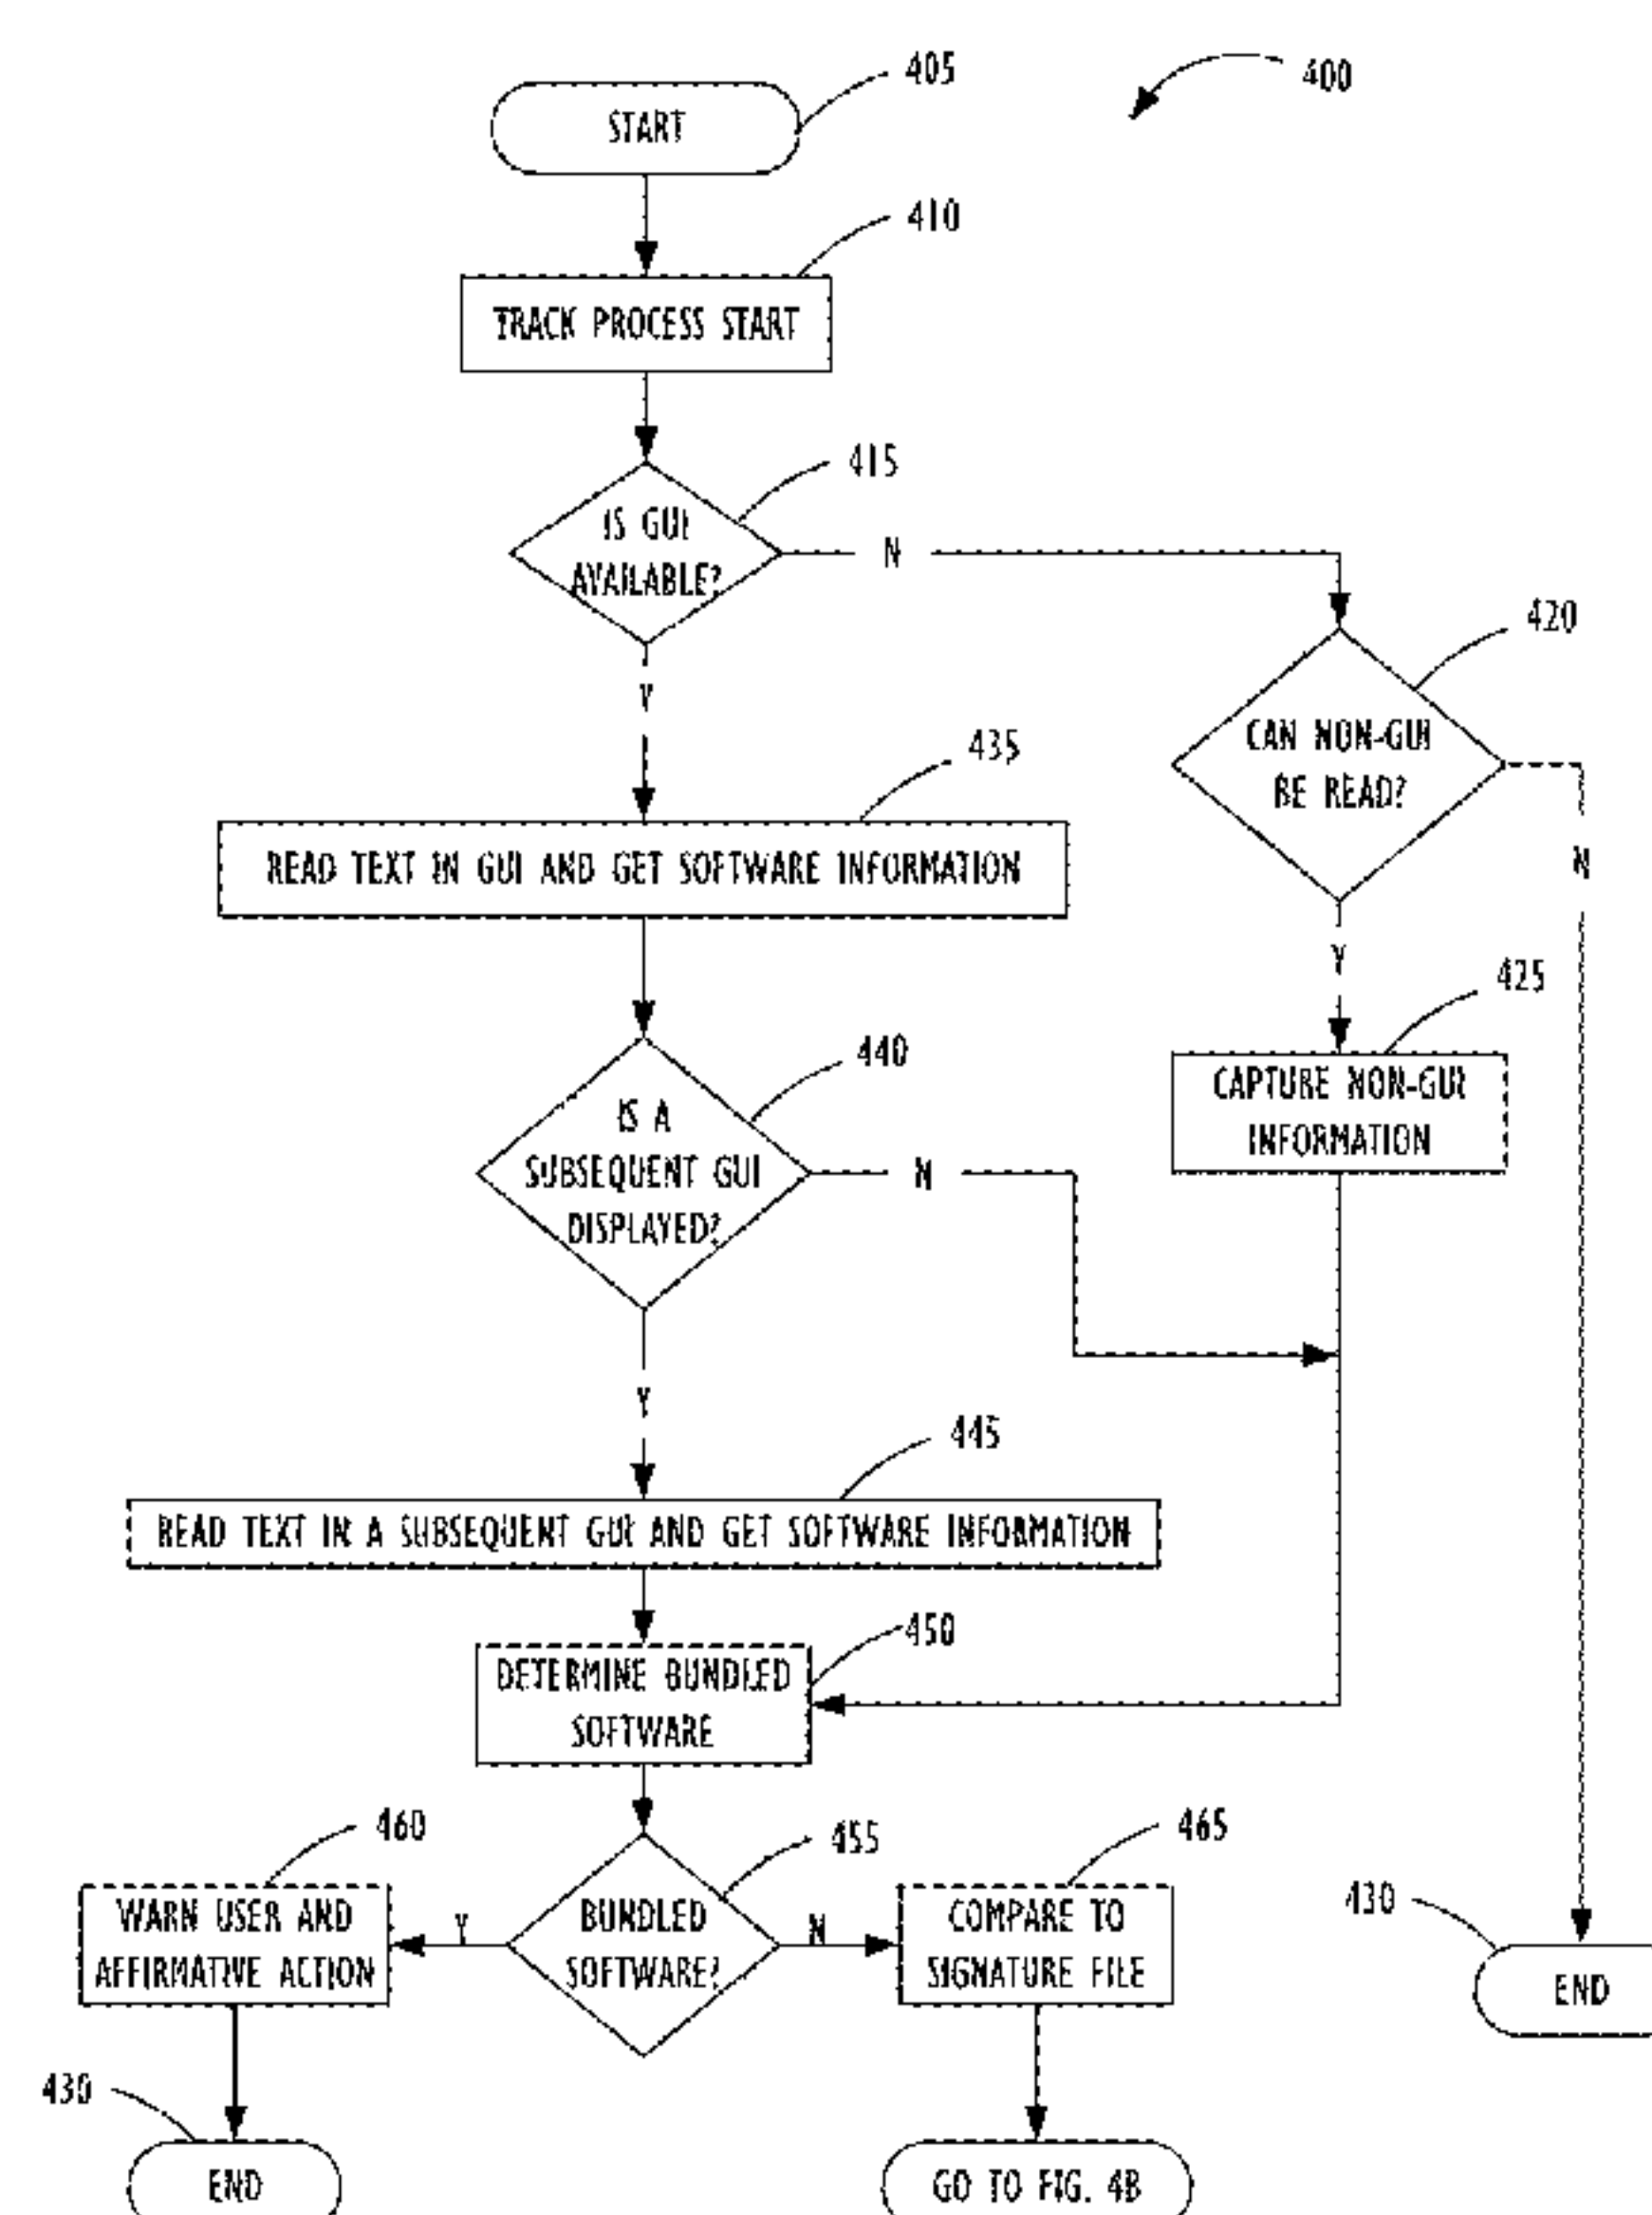 405
400
START
410
TRACK PROCESS START
415
IS GUI
AVAILABLE?
N
420
Y
CAN NON-GUI
BE READ?
435
N
READ TEXT IN GUI AND GET SOFTWARE INFORMATION
Y
425
440
CAPTURE NON-GUI
INFORMATION
IS A
SUBSEQUENT GUI
DISPLAYED?
N
Y
445
READ TEXT IN A SUBSEQUENT GUI AND GET SOFTWARE INFORMATION
450
DETERMINE BUNDLED
SOFTWARE
460
455
465
WARN USER AND
AFFIRMATIVE ACTION
Y
BUNDLED
SOFTWARE?
N
COMPARE TO
SIGNATURE FILE
430
END
430
END
GO TO FIG. 4B